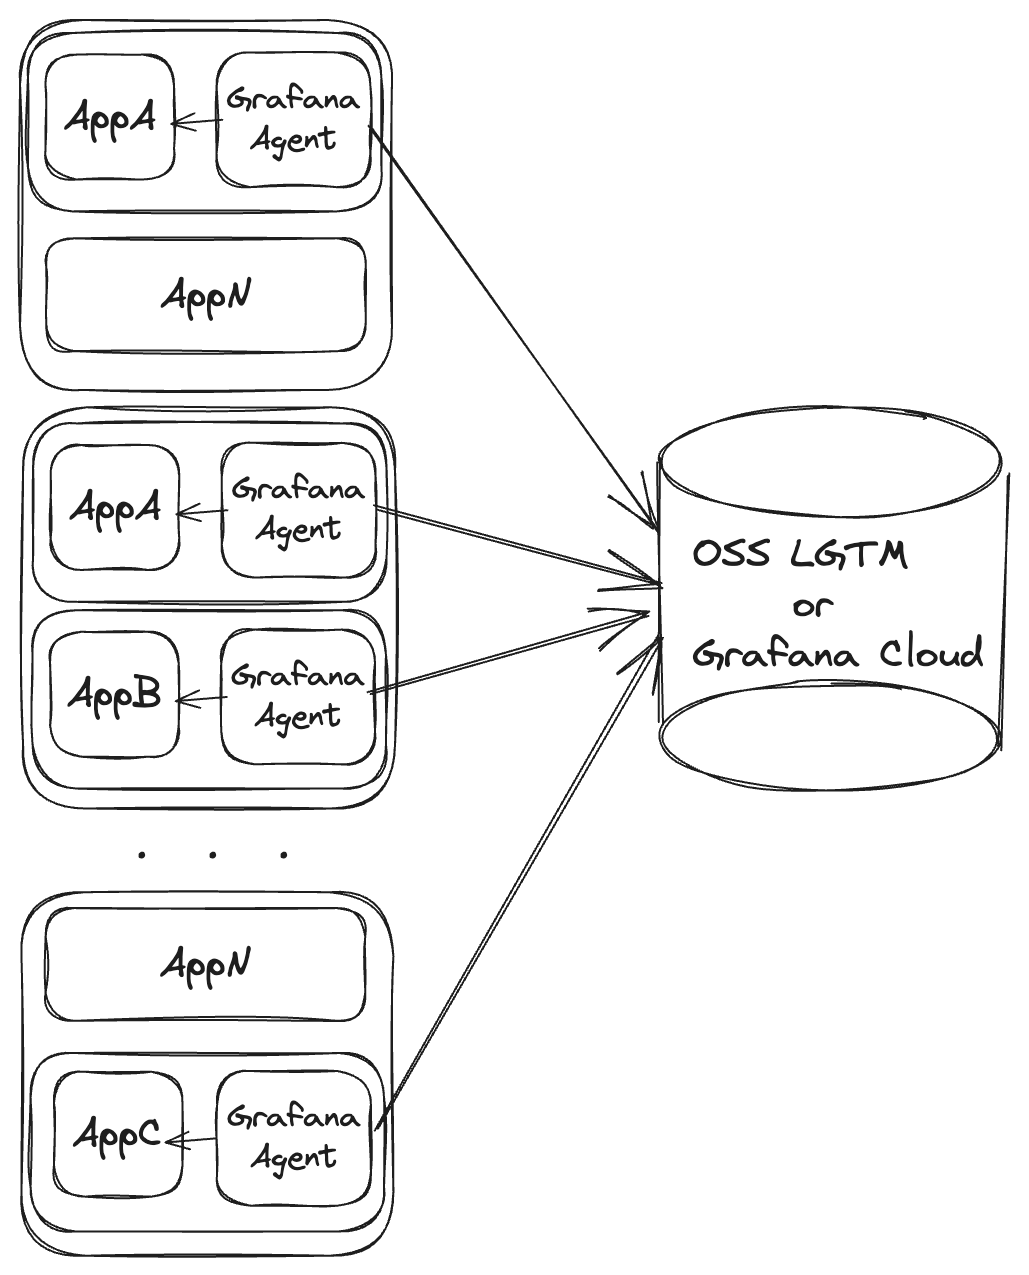 AppA
Grafana
Agent
AppN
AppA
Grafana
Agent
AppB
Grafana
Agent
. . .
AppN
AppC
Grafana
Agent
OSS LGTM
or
Grafana Cloud